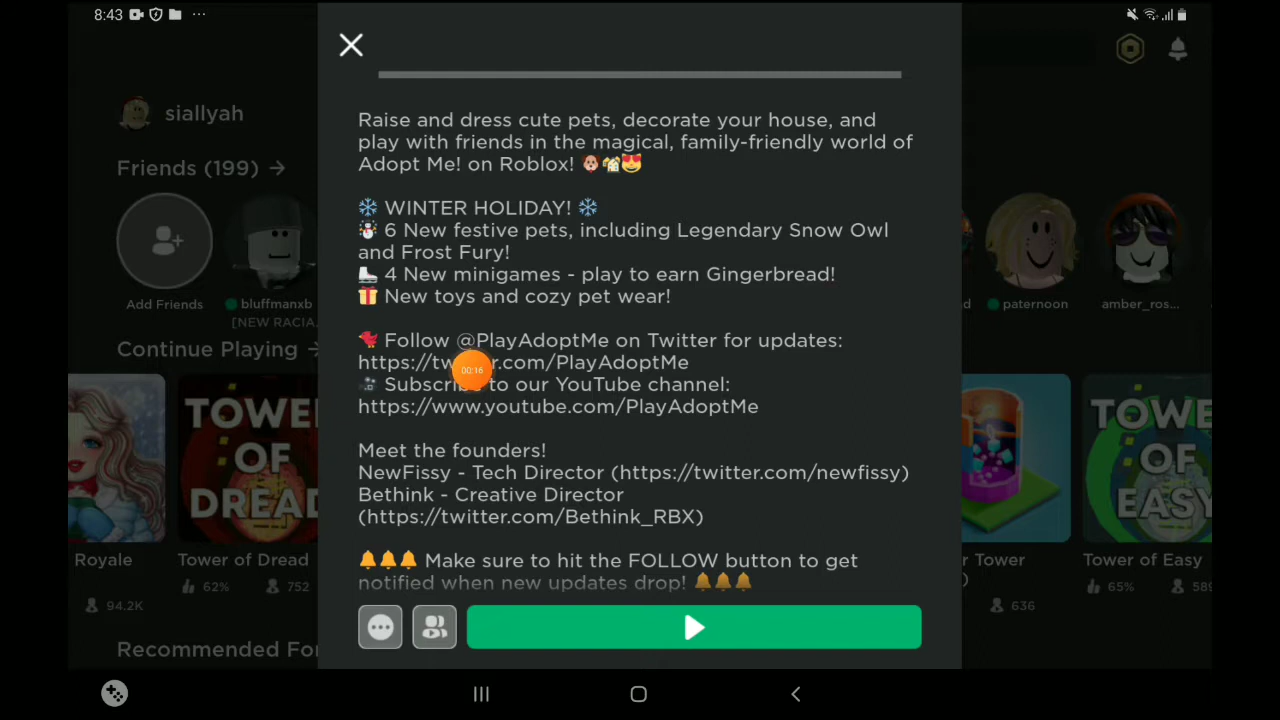 8:43
siallyah
Friends (199) →
Add Friends
bluffmanxb
[NEW RACIA.
paternoon
amber_ros...
Continue Playing →
Raise and dress cute pets, decorate your house, and
play with friends in the magical, family-friendly world of
Adopt Me! on Roblox! 🐶🏠😍
❄️ WINTER HOLIDAY! ❄️
☃️ 6 New festive pets, including Legendary Snow Owl
and Frost Fury!
⛸️ 4 New minigames - play to earn Gingerbread!
🎁 New toys and cozy pet wear!
🐦 Follow @PlayAdoptMe on Twitter for updates:
https://tw r.com/PlayAdoptMe
00:16
🎥 Subscrib to our YouTube channel:
https://www.youtube.com/PlayAdoptMe
Meet the founders!
NewFissy - Tech Director (https://twitter.com/newfissy)
Bethink - Creative Director
(https://twitter.com/Bethink_RBX)
🔔🔔🔔 Make sure to hit the FOLLOW button to get
notified when new updates drop! 🔔🔔🔔
TOWER
OF
DREAD
TOWE
OF
EASY
Royale
94.2K
Tower of Dread
62% 752
r Tower
636
Tower of Easy
65% 589
Recommended For